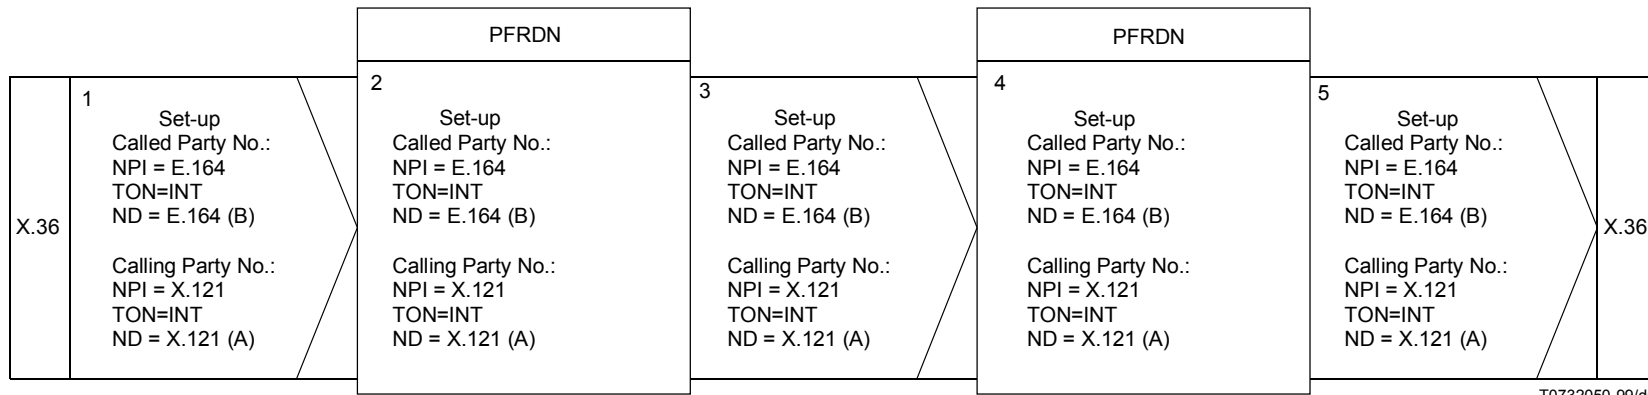 PFRDN
PFRDN
X.36
1
Set-up
Called Party No.:
NPI = E.164
TON=INT
ND = E.164 (B)
Calling Party No.:
NPI = X.121
TON=INT
ND = X.121 (A)
2
Set-up
Called Party No.:
NPI = E.164
TON=INT
ND = E.164 (B)
Calling Party No.:
NPI = X.121
TON=INT
ND = X.121 (A)
3
Set-up
Called Party No.:
NPI = E.164
TON=INT
ND = E.164 (B)
Calling Party No.:
NPI = X.121
TON=INT
ND = X.121 (A)
4
Set-up
Called Party No.:
NPI = E.164
TON=INT
ND = E.164 (B)
Calling Party No.:
NPI = X.121
TON=INT
ND = X.121 (A)
5
Set-up
Called Party No.:
NPI = E.164
TON=INT
ND = E.164 (B)
Calling Party No.:
NPI = X.121
TON=INT
ND = X.121 (A)
X.36